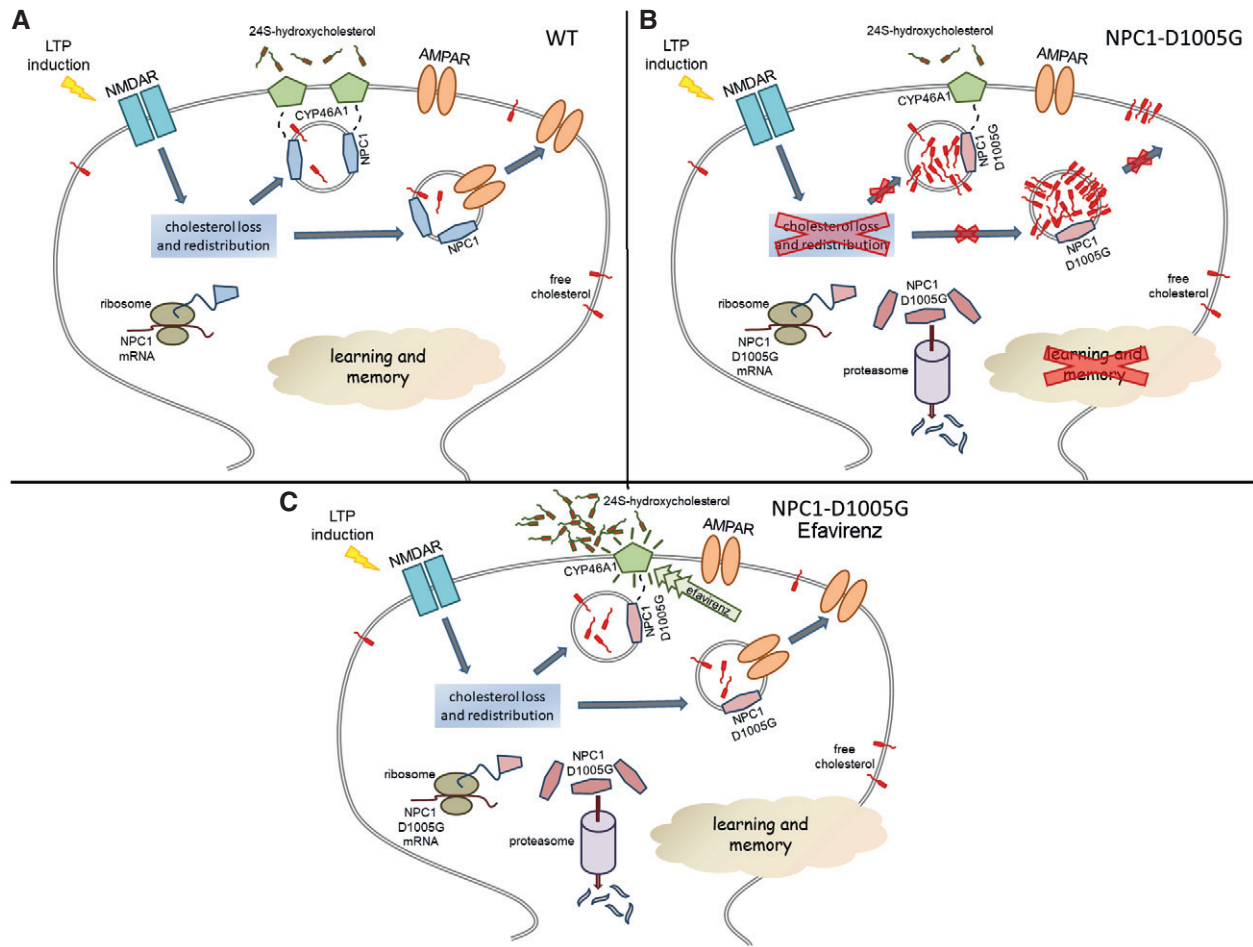 A
WT
LTP
induction
NMDAR
24S-hydroxycholesterol
CYP46A1
AMPAR
NPC1
cholesterol loss
and redistribution
NPC1
free
cholesterol
ribosome
NPC1
mRNA
learning and
memory
B
NPC1-D1005G
LTP
induction
NMDAR
24S-hydroxycholesterol
CYP46A1
AMPAR
NPC1
D1005G
cholesterol loss
and redistribution
NPC1
D1005G
free
cholesterol
ribosome
NPC1
D1005G
mRNA
NPC1
D1005G
proteasome
learning and
memory
C
NPC1-D1005G
Efavirenz
LTP
induction
NMDAR
24S-hydroxycholesterol
CYP46A1
AMPAR
efavirenz
NPC1
D1005G
cholesterol loss
and redistribution
NPC1
D1005G
free
cholesterol
ribosome
NPC1
D1005G
mRNA
NPC1
D1005G
proteasome
learning and
memory